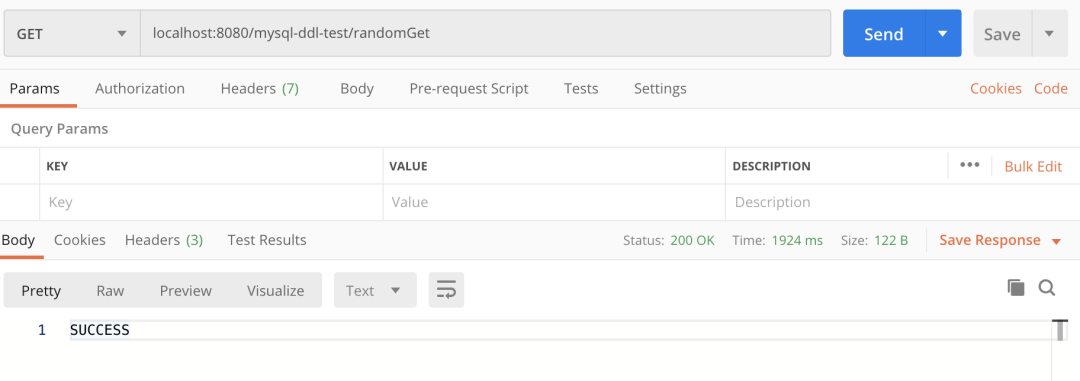 GET localhost:8080/mysql-ddl-test/randomGet Send Save
Params Authorization Headers (7) Body Pre-request Script Tests Settings Cookies Code
Query Params
KEY VALUE DESCRIPTION ••• Bulk Edit
Key Value Description
Body Cookies Headers (3) Test Results Status: 200 OK Time: 1924 ms Size: 122 B Save Response
Pretty Raw Preview Visualize Text
1 SUCCESS